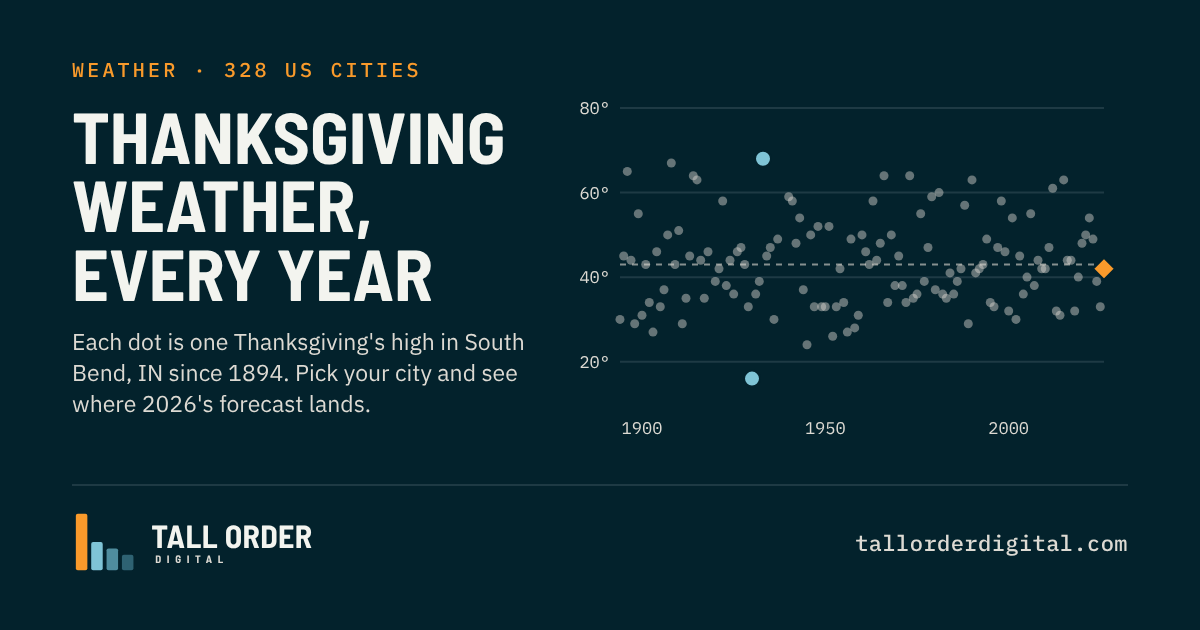 WEATHER · 328 US CITIES
THANKSGIVING
WEATHER,
EVERY YEAR
Each dot is one Thanksgiving's high in South
Bend, IN since 1894. Pick your city and see
where 2026's forecast lands.
80°
60°
40°
20°
1900 1950 2000
TALL ORDER
DIGITAL
tallorderdigital.com